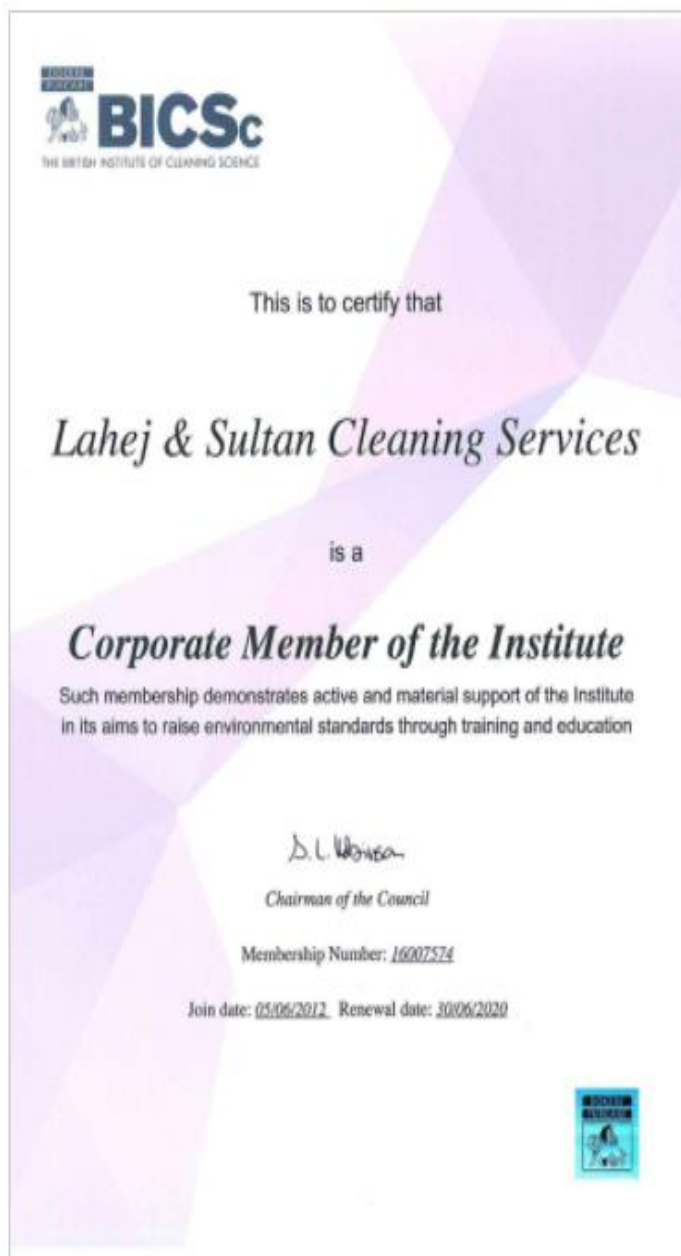 BICSc
THE BRITISH INSTITUTE OF CLEANING SCIENCE
This is to certify that
Lahej & Sultan Cleaning Services
is a
Corporate Member of the Institute
Such membership demonstrates active and material support of the Institute
in its aims to raise environmental standards through training and education
Chairman of the Council
Membership Number: 16007574
Join date: 05/06/2012 Renewal date: 30/06/2020